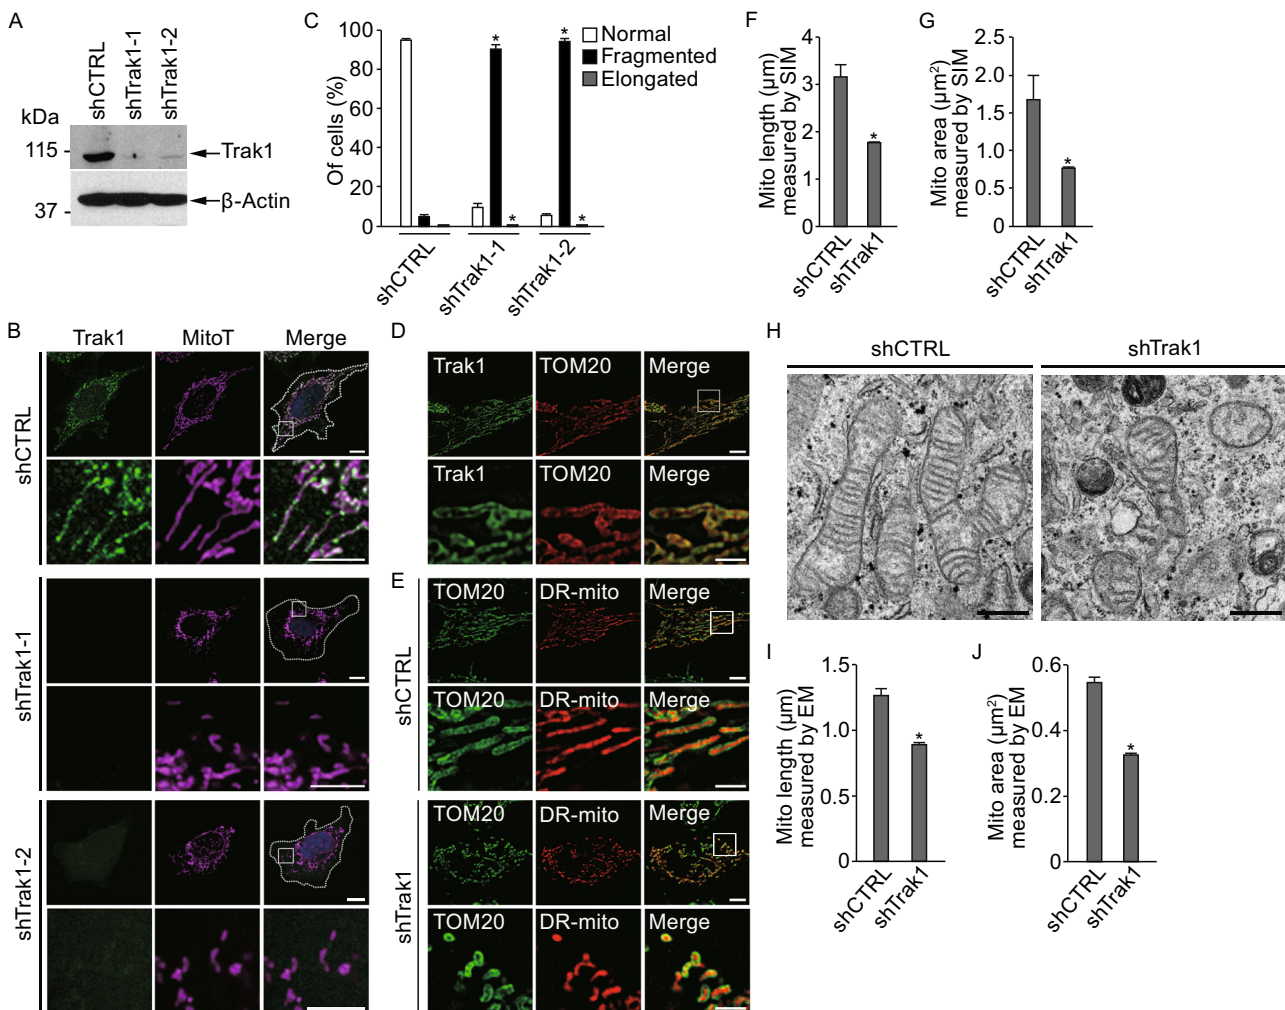 A
shCTRL
shTrak1-1
shTrak1-2
kDa
115
Trak1
37
β-Actin
C
Of cells (%)
100
80
60
40
20
0
* * * *
Normal
Fragmented
Elongated
shCTRL
shTrak1-1
shTrak1-2
F
Mito length (μm)
measured by SIM
4
3
2
1
0
*
shCTRL
shTrak1
G
Mito area (μm²)
measured by SIM
2.5
2.0
1.5
1.0
0.5
0
*
shCTRL
shTrak1
B
Trak1 MitoT Merge
shCTRL
shTrak1-1
shTrak1-2
D
Trak1 TOM20 Merge
Trak1 TOM20 Merge
E
shCTRL
TOM20 DR-mito Merge
TOM20 DR-mito Merge
shTrak1
TOM20 DR-mito Merge
TOM20 DR-mito Merge
H
shCTRL shTrak1
I
Mito length (μm)
measured by EM
1.5
1.0
0.5
0
*
shCTRL
shTrak1
J
Mito area (μm²)
measured by EM
0.6
0.4
0.2
0
*
shCTRL
shTrak1